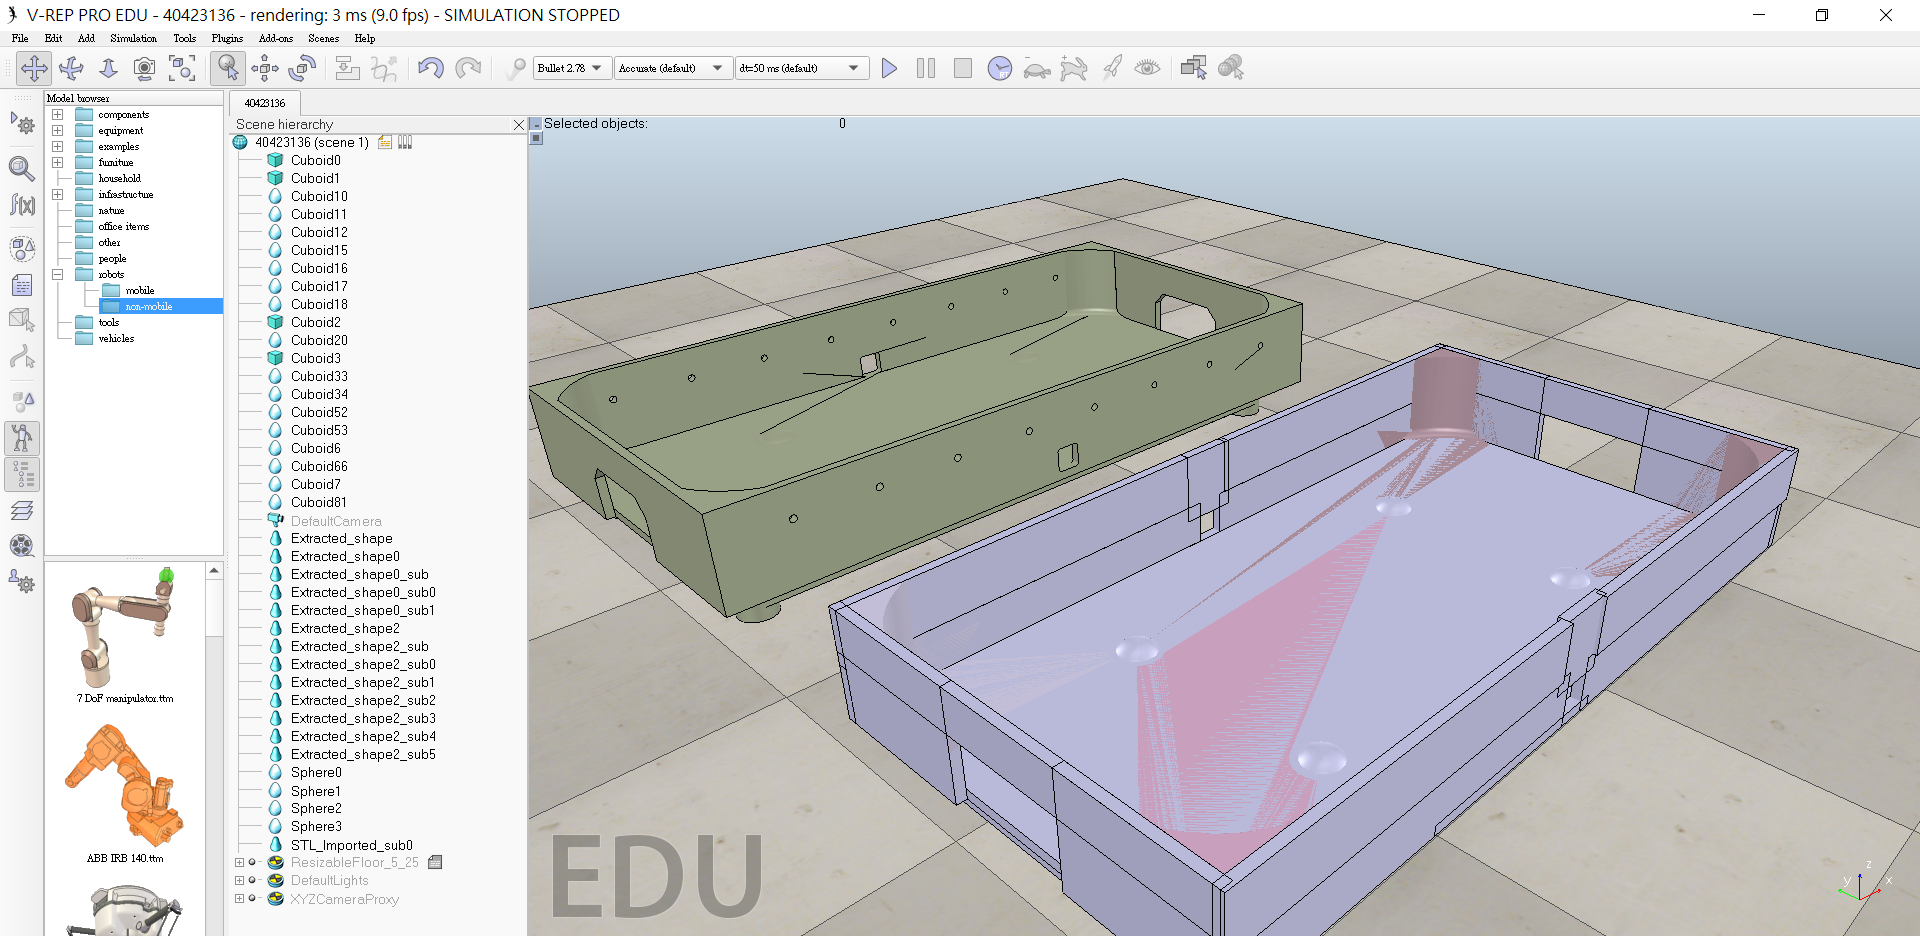 V-REP PRO EDU - 40423136 - rendering: 3 ms (9.0 fps) - SIMULATION STOPPED
File Edit Add Simulation Tools Plugins Add-ons Scenes Help
Bullet 2.78 Accurate (default) dt=50 ms (default)
RT
Model browser
components
equipment
examples
furniture
household
infrastructure
nature
office items
other
people
robots
mobile
non-mobile
tools
vehicles
f(x)
7 DoF manipulator.ttm
ABB IRB 140.ttm
40423136
Scene hierarchy
40423136 (scene 1)
Cuboid0
Cuboid1
Cuboid10
Cuboid11
Cuboid12
Cuboid15
Cuboid16
Cuboid17
Cuboid18
Cuboid2
Cuboid20
Cuboid3
Cuboid33
Cuboid34
Cuboid52
Cuboid53
Cuboid6
Cuboid66
Cuboid7
Cuboid81
DefaultCamera
Extracted_shape
Extracted_shape0
Extracted_shape0_sub
Extracted_shape0_sub0
Extracted_shape0_sub1
Extracted_shape2
Extracted_shape2_sub
Extracted_shape2_sub0
Extracted_shape2_sub1
Extracted_shape2_sub2
Extracted_shape2_sub3
Extracted_shape2_sub4
Extracted_shape2_sub5
Sphere0
Sphere1
Sphere2
Sphere3
STL_Imported_sub0
ResizableFloor_5_25
DefaultLights
XYZCameraProxy
Selected objects: 0
EDU
z
y
x